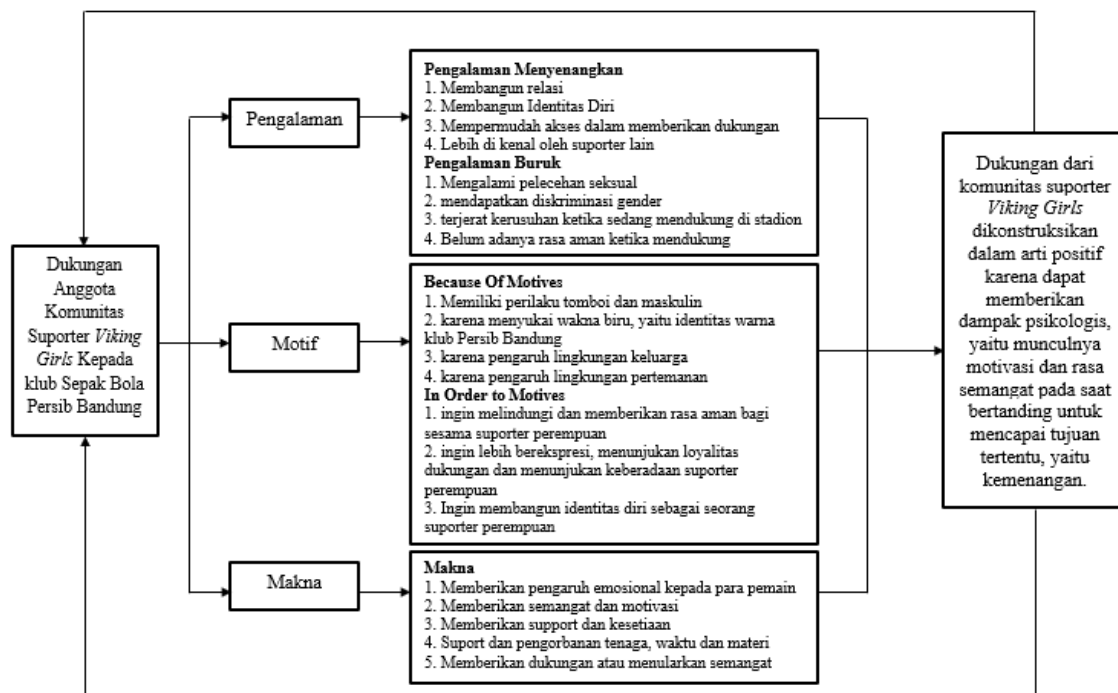 Dukungan
Anggota
Komunitas
Suporter Viking
Girls Kepada
klub Sepak Bola
Persib Bandung
Pengalaman
Pengalaman Menyenangkan
1. Membangun relasi
2. Membangun Identitas Diri
3. Mempermudah akses dalam memberikan dukungan
4. Lebih di kenal oleh suporter lain
Pengalaman Buruk
1. Mengalami pelecehan seksual
2. mendapatkan diskriminasi gender
3. terjerat kerusuhan ketika sedang mendukung di stadion
4. Belum adanya rasa aman ketika mendukung
Motif
Because Of Motives
1. Memiliki perilaku tomboi dan maskulin
2. karena menyukai wakna biru, yaitu identitas warna
klub Persib Bandung
3. karena pengaruh lingkungan keluarga
4. karena pengaruh lingkungan pertemanan
In Order to Motives
1. ingin melindungi dan memberikan rasa aman bagi
sesama suporter perempuan
2. ingin lebih berekspresi, menunjukan loyalitas
dukungan dan menunjukan keberadaan suporter
perempuan
3. Ingin membangun identitas diri sebagai seorang
suporter perempuan
Makna
Makna
1. Memberikan pengaruh emosional kepada para pemain
2. Memberikan semangat dan motivasi
3. Memberikan support dan kesetiaan
4. Suport dan pengorbanan tenaga, waktu dan materi
5. Memberikan dukungan atau menularkan semangat
Dukungan dari
komunitas suporter
Viking Girls
dikonstruksikan
dalam arti positif
karena dapat
memberikan
dampak psikologis,
yaitu munculnya
motivasi dan rasa
semangat pada saat
bertanding untuk
mencapai tujuan
tertentu, yaitu
kemenangan.